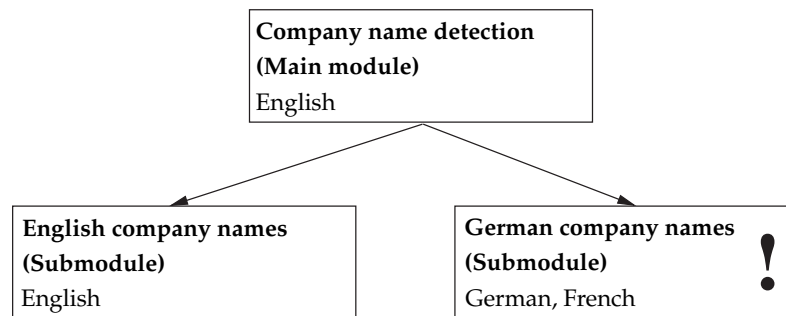 Company name detection
(Main module)
English
English company names
(Submodule)
English
German company names
(Submodule)
German, French
!